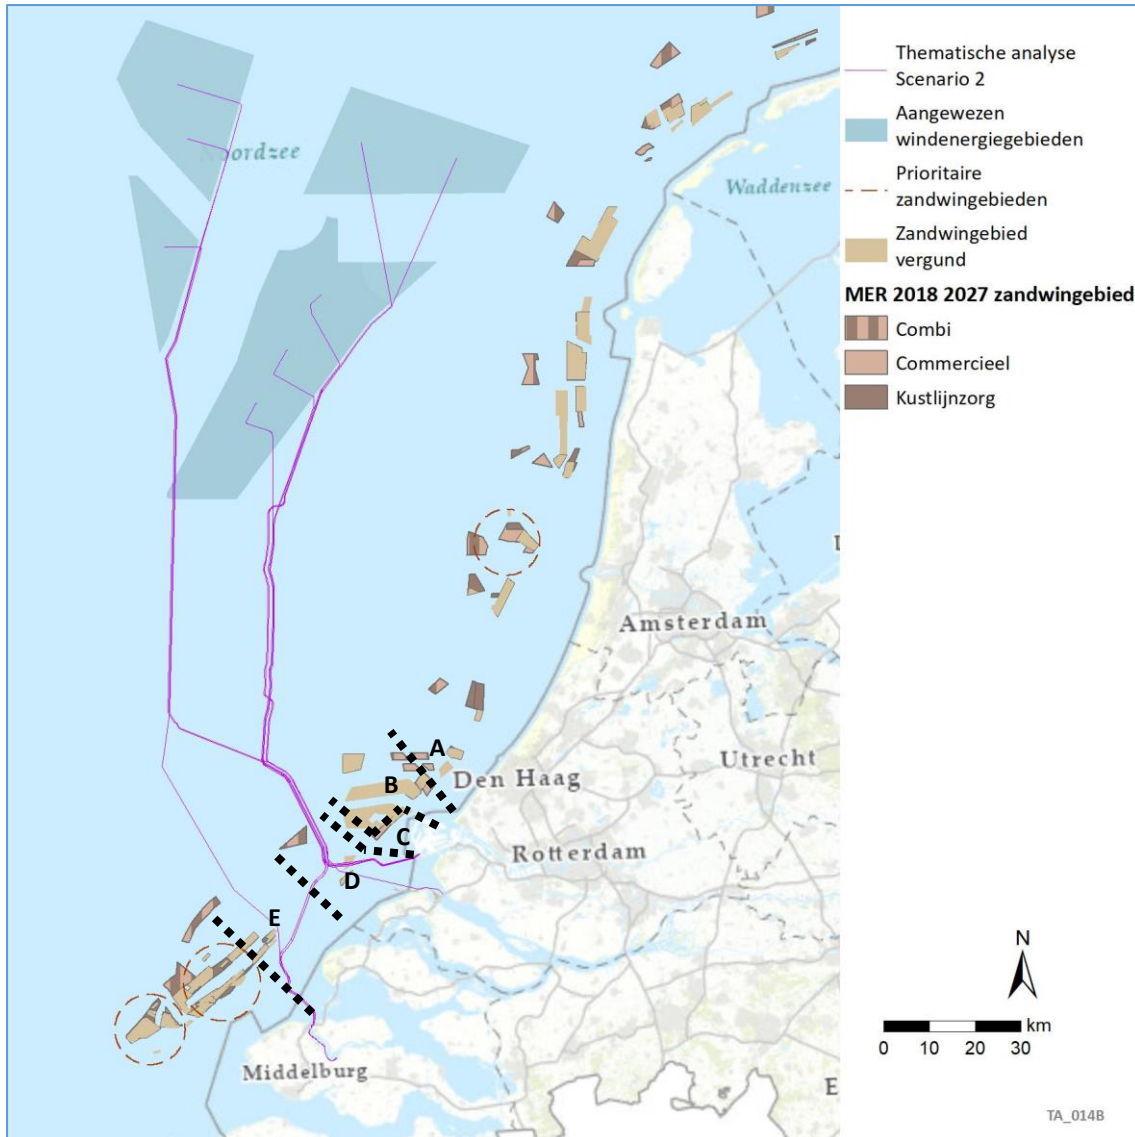 Thematische analyse
Scenario 2
Aangewezen
windenergiegebieden
Prioritaire
zandwingebieden
Zandwingebied
vergund
MER 2018 2027 zandwingebied
Combi
Commercieel
Kustlijnzorg
Noordzee
Waddenzee
Amsterdam
Utrecht
A
Den Haag
B
C
Rotterdam
D
E
Middelburg
N
km
0 10 20 30
E
TA_014B